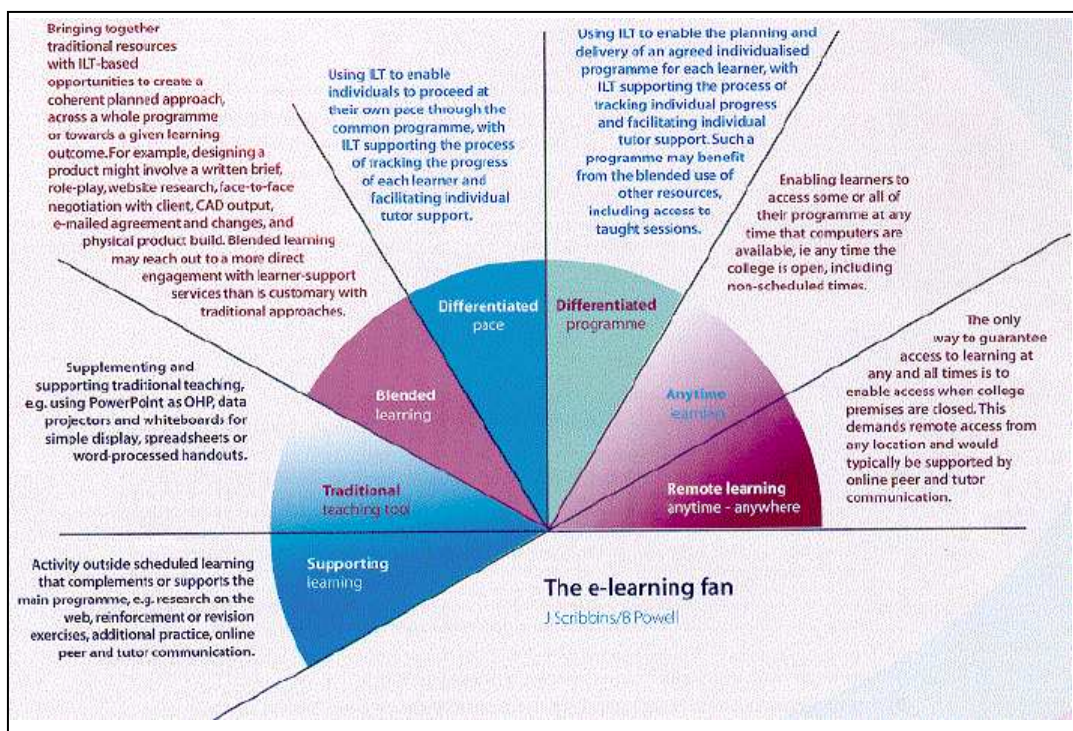 Bringing together
traditional resources
with ILT-based
opportunities to create a
coherent planned approach,
across a whole programme
or towards a given learning
outcome. For example, designing a
product might involve a written brief,
role-play, website research, face-to-face
negotiation with client, CAD output,
e-mailed agreement and changes, and
physical product build. Blended learning
may reach out to a more direct
engagement with learner-support
services than is customary with
traditional approaches.
Using ILT to enable
individuals to proceed at
their own pace through the
common programme, with
ILT supporting the process
of tracking the progress
of each learner and
facilitating individual
tutor support.
Using ILT to enable the planning and
delivery of an agreed individualised
programme for each learner, with
ILT supporting the process of
tracking individual progress
and facilitating individual
tutor support. Such a
programme may benefit
from the blended use of
other resources,
including access to
taught sessions.
Enabling learners to
access some or all of
their programme at any
time that computers are
available, ie any time the
college is open, including
non-scheduled times.
The only
way to guarantee
access to learning at
any and all times is to
enable access when college
premises are closed. This
demands remote access from
any location and would
typically be supported by
online peer and tutor
communication.
Supplementing and
supporting traditional teaching,
e.g. using PowerPoint as OHP, data
projectors and whiteboards for
simple display, spreadsheets or
word-processed handouts.
Activity outside scheduled learning
that complements or supports the
main programme, e.g. research on the
web, reinforcement or revision
exercises, additional practice, online
peer and tutor communication.
Differentiated
pace
Differentiated
programme
Blended
learning
Anytime
Traditional
teaching tool
Remote learning
anytime - anywhere
Supporting
learning
The e-learning fan
J Scribbins/B Powell